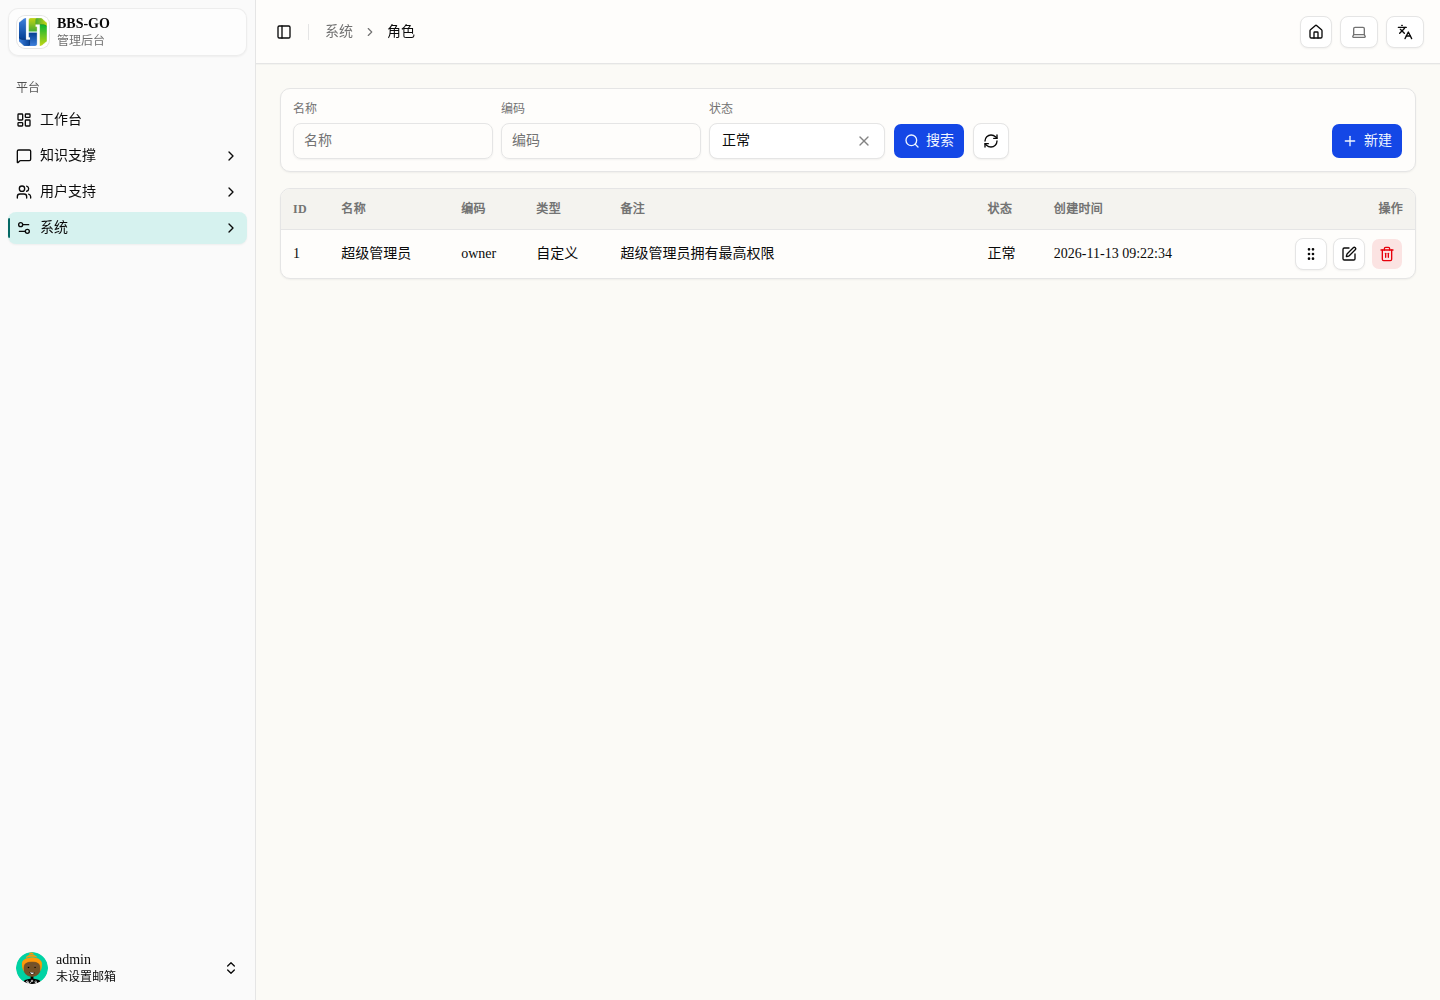 BBS-GO
管理后台
平台
工作台
知识支撑
用户支持
系统
admin
未设置邮箱
系统 角色
名称 编码 状态
名称 编码 正常 搜索 新建
ID 名称 编码 类型 备注 状态 创建时间 操作
1 超级管理员 owner 自定义 超级管理员拥有最高权限 正常 2026-11-13 09:22:34